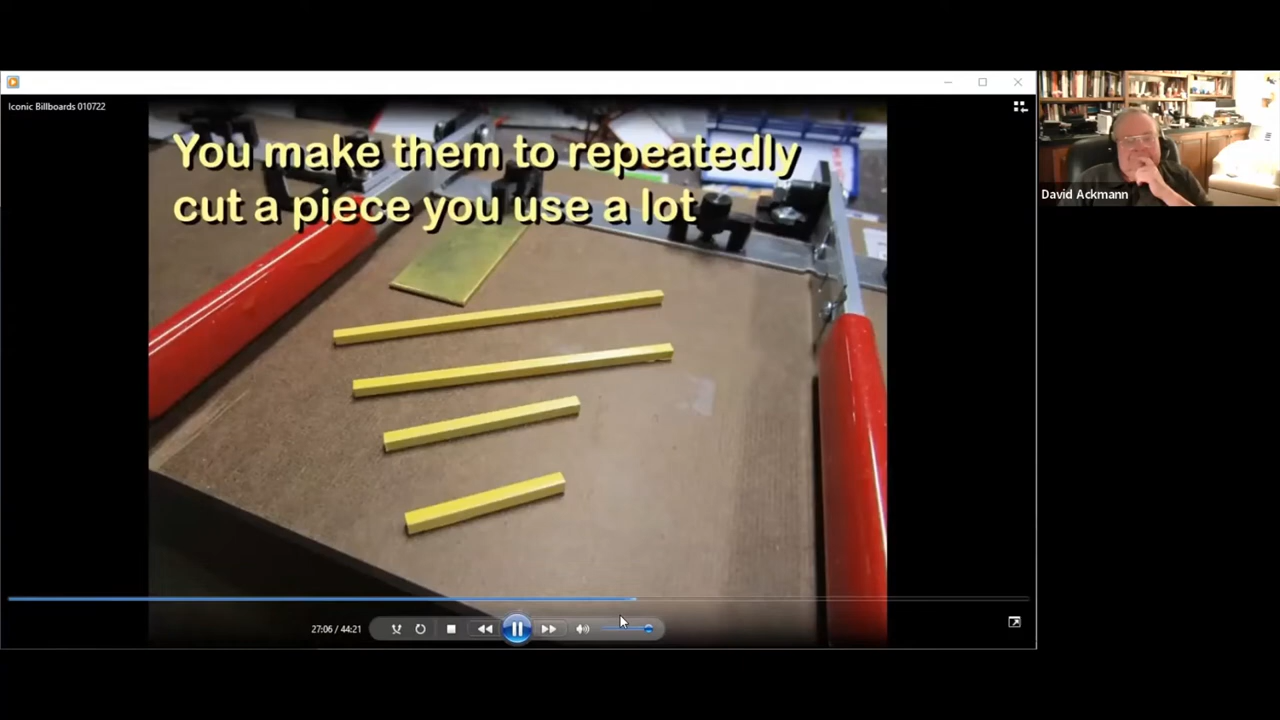 Iconic Billboards 010722
You make them to repeatedly
cut a piece you use a lot
David Ackmann
27:06 / 44:21